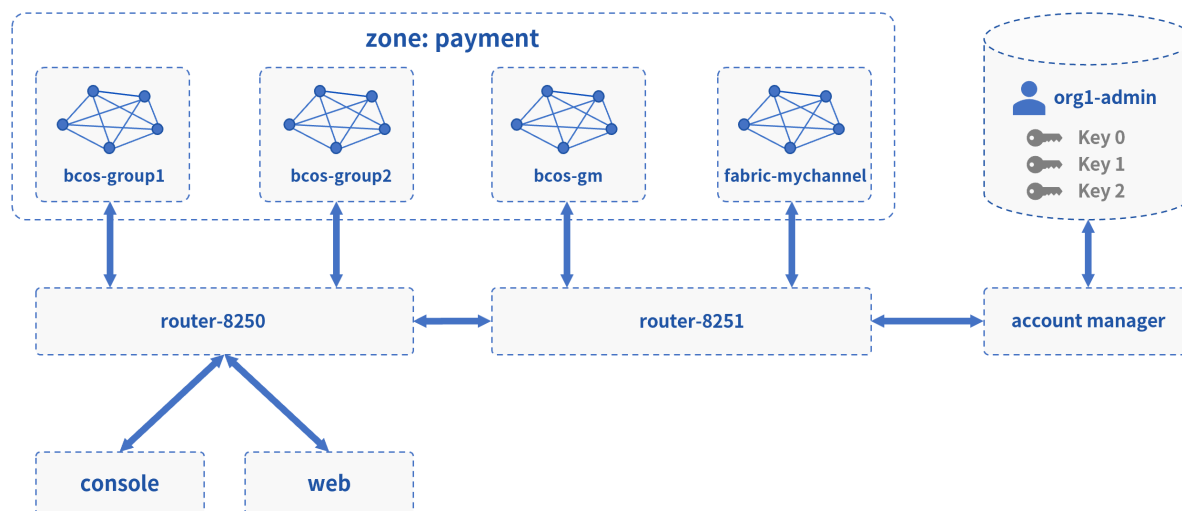 zone: payment
bcos-group1
bcos-group2
bcos-gm
fabric-mychannel
org1-admin
Key 0
Key 1
Key 2
router-8250
router-8251
account manager
console
web